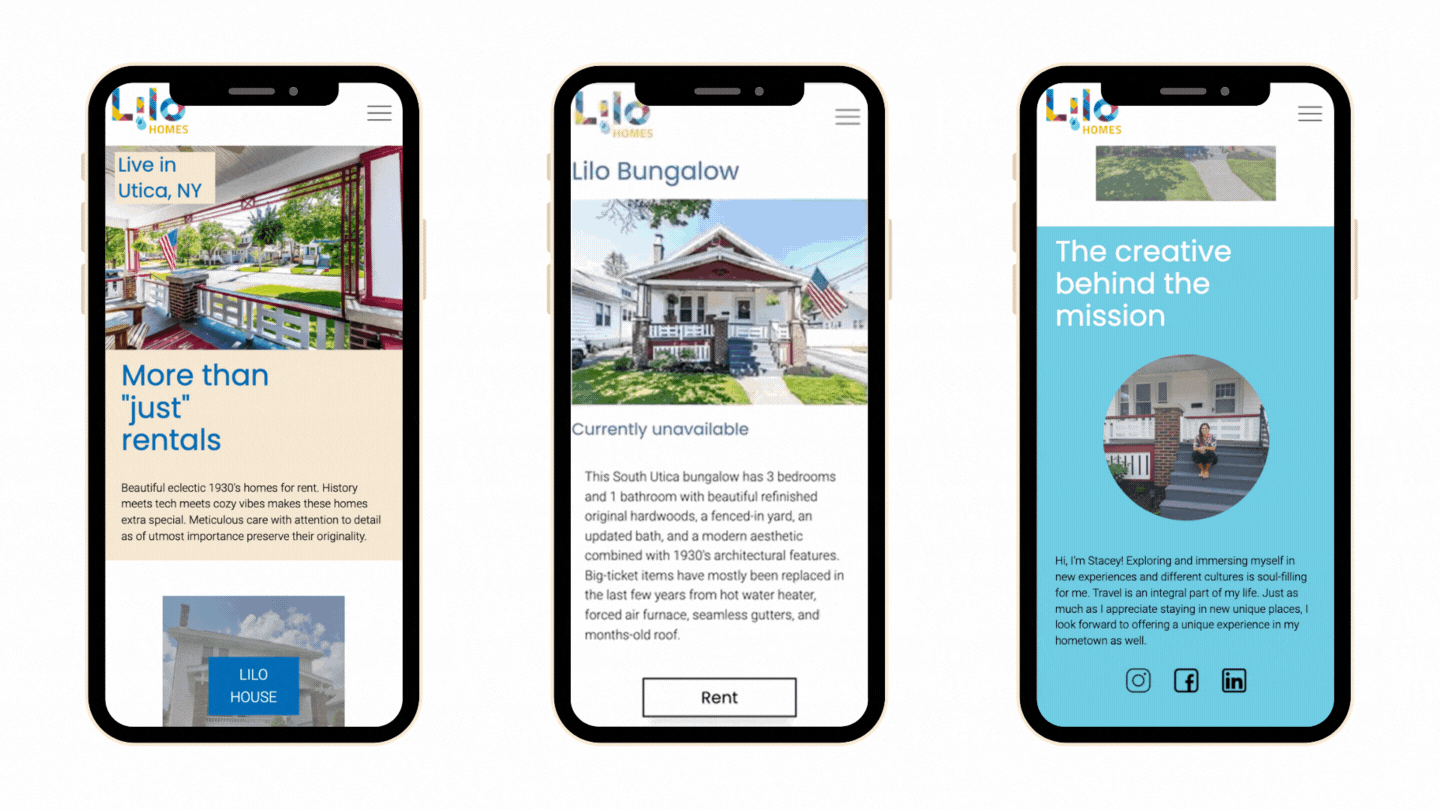 Lilo
HOMES
Live in
Utica, NY
More than
"just"
rentals
Beautiful eclectic 1930's homes for rent. History
meets tech meets cozy vibes makes these homes
extra special. Meticulous care with attention to detail
as of utmost importance preserve their originality.
LILO
HOUSE
Lilo
HOMES
Lilo Bungalow
Currently unavailable
This South Utica bungalow has 3 bedrooms
and 1 bathroom with beautiful refinished
original hardwoods, a fenced-in yard, an
updated bath, and a modern aesthetic
combined with 1930's architectural features.
Big-ticket items have mostly been replaced in
the last few years from hot water heater,
forced air furnace, seamless gutters, and
months-old roof.
Rent
Lilo
HOMES
The creative
behind the
mission
Hi, I'm Stacey! Exploring and immersing myself in
new experiences and different cultures is soul-filling
for me. Travel is an integral part of my life. Just as
much as I appreciate staying in new unique places, I
look forward to offering a unique experience in my
hometown as well.
in